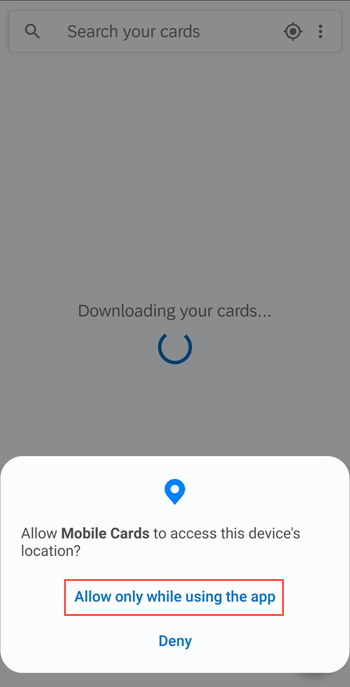 Search your cards
Downloading your cards...
Allow Mobile Cards to access this device's
location?
Allow only while using the app
Deny